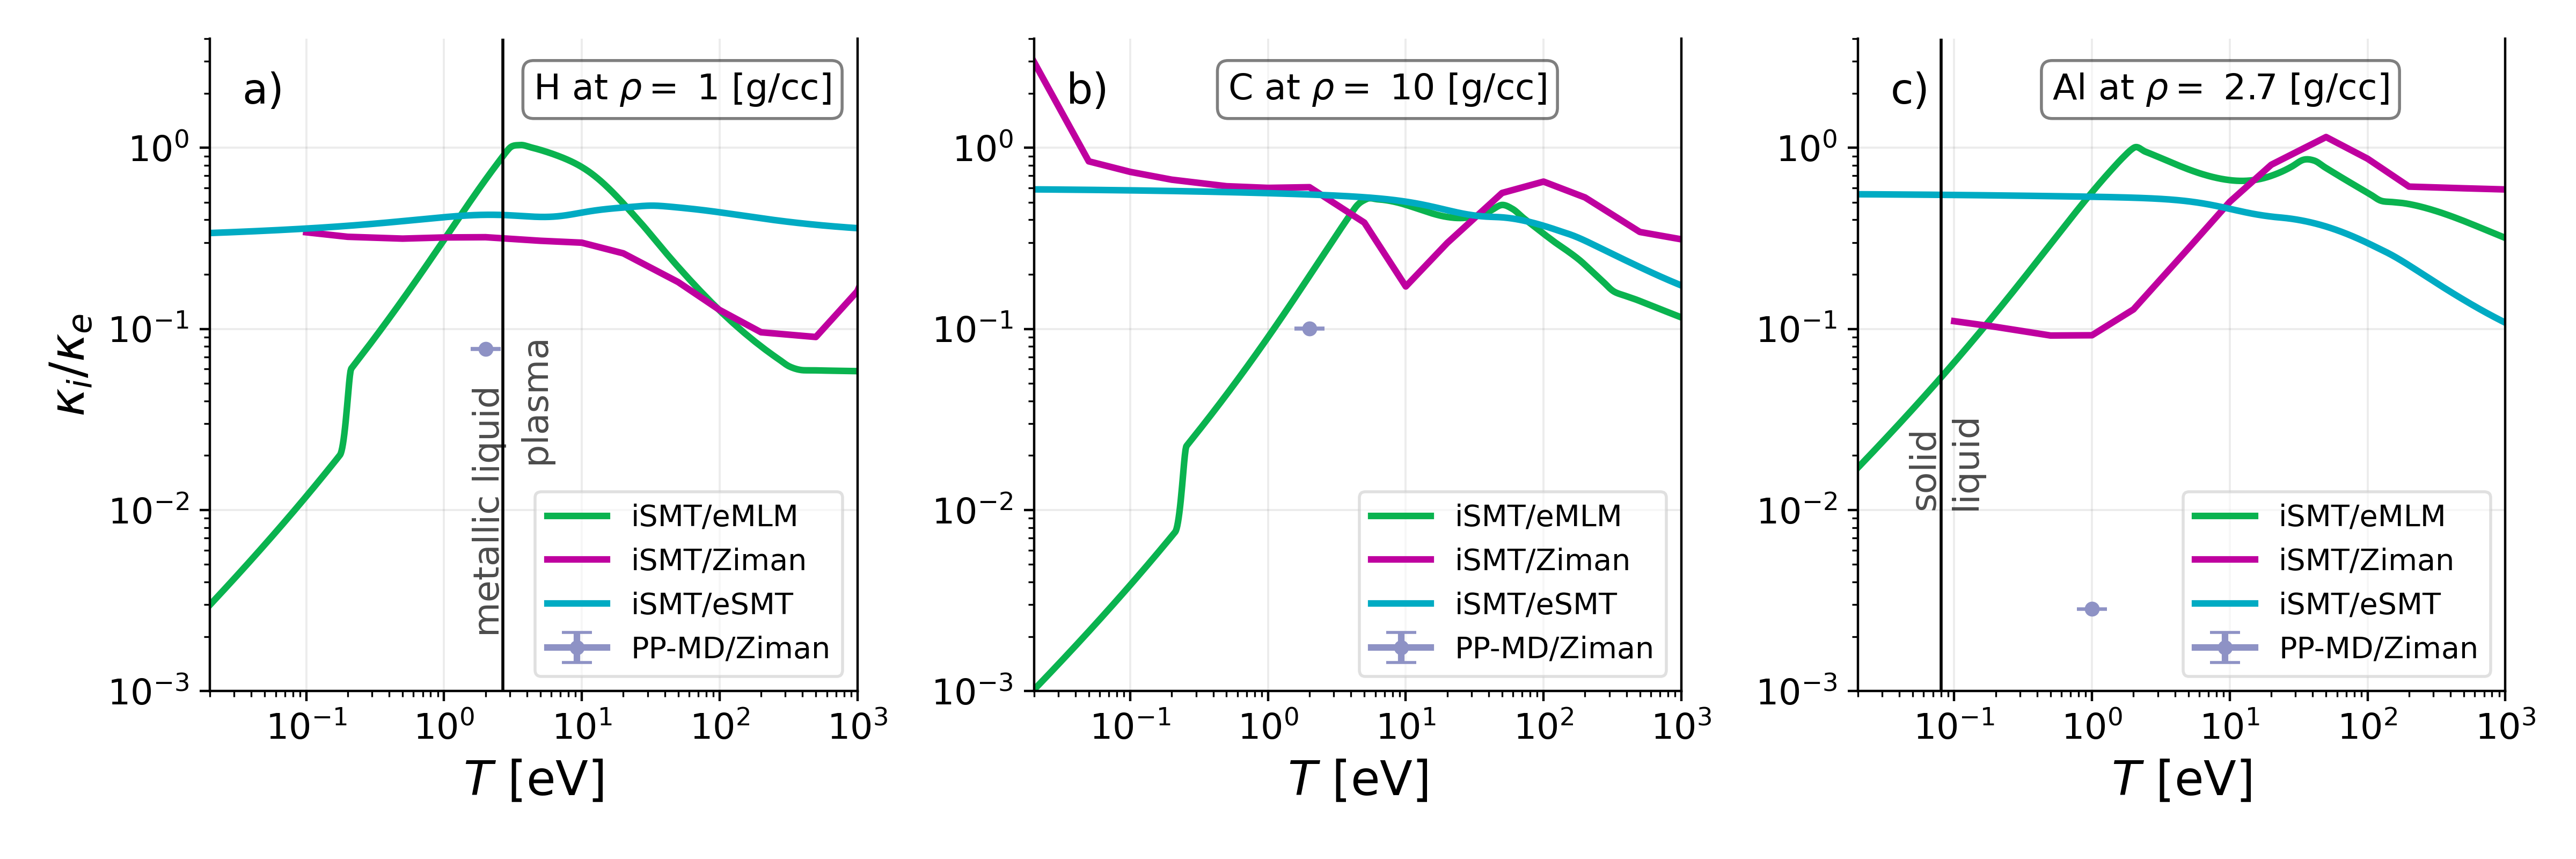 a)
H at ρ = 1 [g/cc]
κi/κe
10^0
10^-1
10^-2
10^-3
metallic liquid
plasma
iSMT/eMLM
iSMT/Ziman
iSMT/eSMT
PP-MD/Ziman
10^-1 10^0 10^1 10^2 10^3
T [eV]
b)
C at ρ = 10 [g/cc]
10^0
10^-1
10^-2
10^-3
iSMT/eMLM
iSMT/Ziman
iSMT/eSMT
PP-MD/Ziman
10^-1 10^0 10^1 10^2 10^3
T [eV]
c)
Al at ρ = 2.7 [g/cc]
10^0
10^-1
10^-2
10^-3
solid
liquid
iSMT/eMLM
iSMT/Ziman
iSMT/eSMT
PP-MD/Ziman
10^-1 10^0 10^1 10^2 10^3
T [eV]